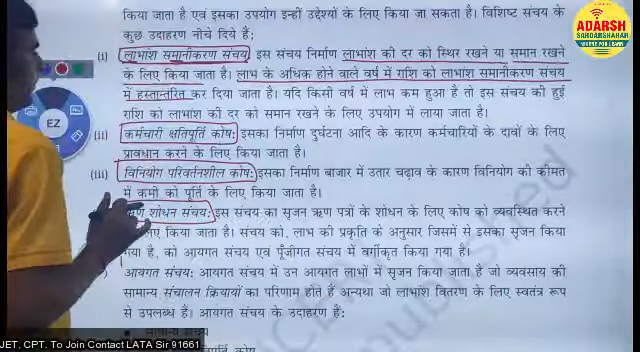 किया जाता है एवं इसका उपयोग इन्हीं उद्देश्यों के लिए किया जा सकता है। विशिष्ट संचय के
कुछ उदाहरण नीचे दिये हैं:
(i) लाभांश समानीकरण संचय: इस संचय निर्माण लाभांश की दर को स्थिर रखने या समान रखने
के लिए किया जाता है। लाभ के अधिक होने वाले वर्ष में राशि को लाभांश समानीकरण संचय
में हस्तान्तरित कर दिया जाता है। यदि किसी वर्ष में लाभ कम हुआ है तो इस संचय की हुई
राशि को लाभांश की दर को समान रखने के लिए उपयोग में लाया जाता है।
(ii) कर्मचारी क्षतिपूर्ति कोष: इसका निर्माण दुर्घटना आदि के कारण कर्मचारियों के दावों के लिए
प्रावधान करने के लिए किया जाता है।
(iii) विनियोग परिवर्तनशील कोष: इसका निर्माण बाजार में उतार चढ़ाव के कारण विनियोग की कीमत
में कमी को पूर्ति के लिए किया जाता है।
शोधन संचय: इस संचय का सृजन ऋण पत्रों के शोधन के लिए कोष को व्यवस्थित करने
लिए किया जाता है। संचय को, लाभ की प्रकृति के अनुसार जिसमें से इसका सृजन किया
गया है, को आयगत संचय एवं पूँजीगत संचय में वर्गीकृत किया गया है।
आयगत संचय: आयगत संचय में उन आयगत लाभों में सृजन किया जाता है जो व्यवसाय की
सामान्य संचालन क्रियायों का परिणाम होते हैं अन्यथा जो लाभांश वितरण के लिए स्वतंत्र रूप
से उपलब्ध हैं। आयगत संचय के उदाहरण हैं:
ADARSH
SARDARSHAHAR
WHERE YOU LEARN
EZ
JET, CPT. To Join Contact LATA Sir 91661